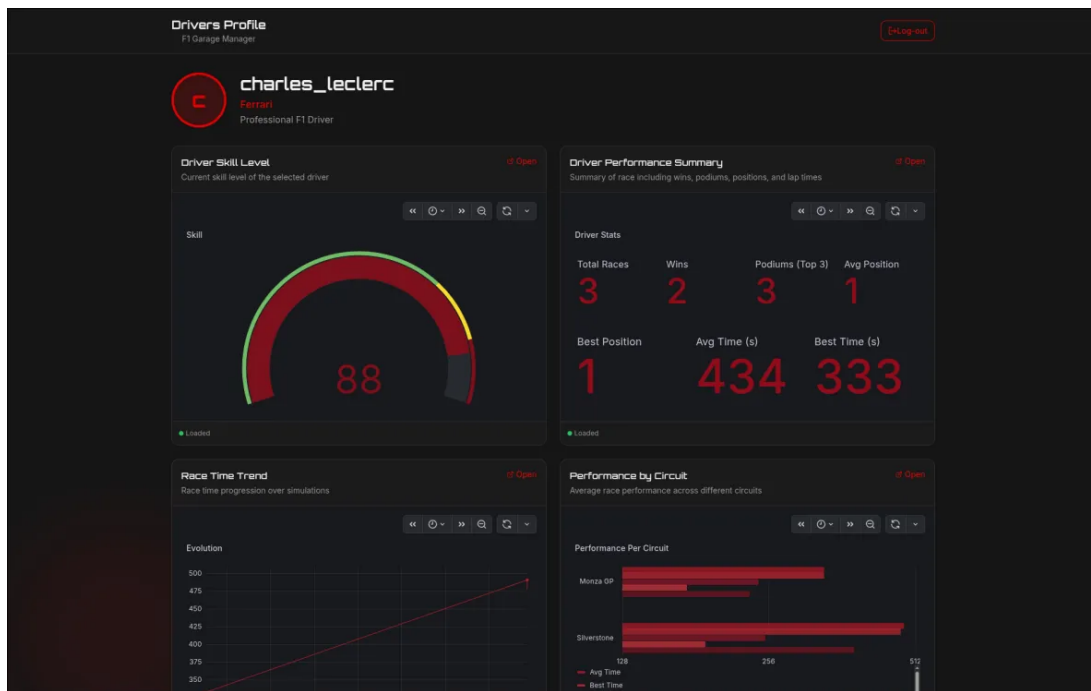 Drivers Profile
F1 Garage Manager
Log-out
C
charles_leclerc
Ferrari
Professional F1 Driver
Driver Skill Level
Open
Current skill level of the selected driver
Skill
88
Loaded
Driver Performance Summary
Open
Summary of race including wins, podiums, positions, and lap times
Driver Stats
Total Races Wins Podiums (Top 3) Avg Position
3 2 3 1
Best Position Avg Time (s) Best Time (s)
1 434 333
Loaded
Race Time Trend
Open
Race time progression over simulations
Evolution
500
475
450
425
400
375
350
Performance by Circuit
Open
Average race performance across different circuits
Performance Per Circuit
Monza GP
Silverstone
128 256 512
Avg Time
Best Time